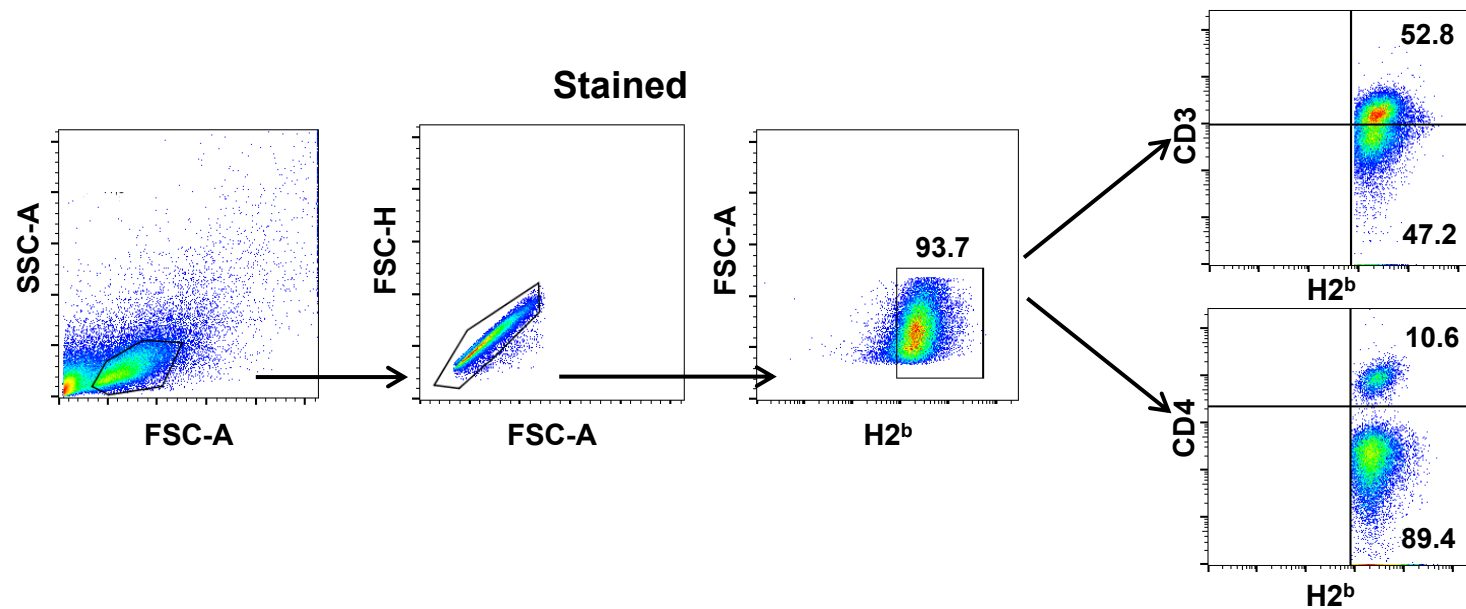 Stained
SSC-A
FSC-A
FSC-H
FSC-A
FSC-A
93.7
H2ᵇ
CD3
52.8
47.2
H2ᵇ
CD4
10.6
89.4
H2ᵇ